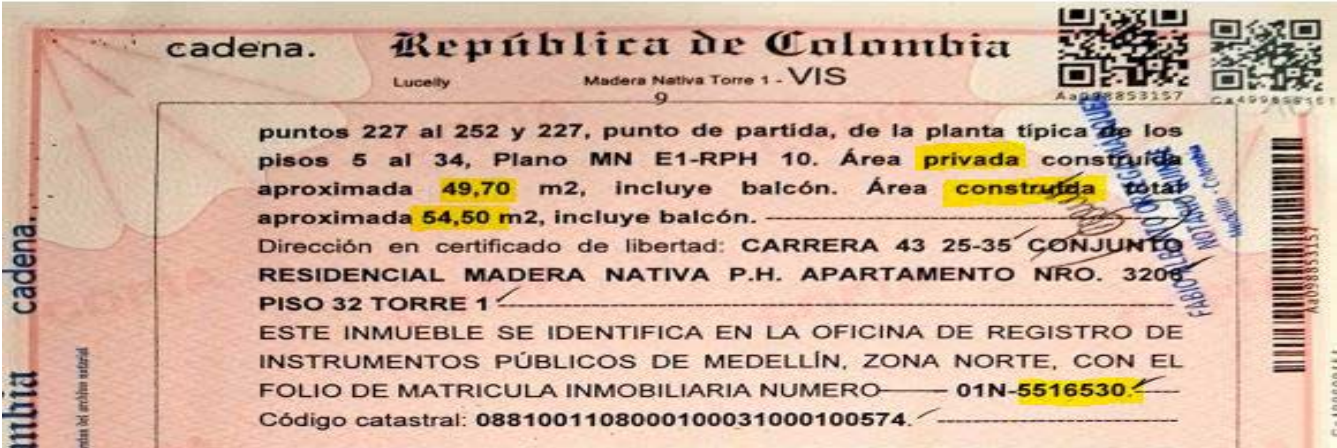 cadena. República de Colombia
Lucelly Madera Nativa Torre 1 - VIS
9
Aa098853157
puntos 227 al 252 y 227, punto de partida, de la planta típica de los
pisos 5 al 34, Plano MN E1-RPH 10. Área privada construida
aproximada 49,70 m2, incluye balcón. Área construida total
aproximada 54,50 m2, incluye balcón. -----
Dirección en certificado de libertad: CARRERA 43 25-35 CONJUNTO
RESIDENCIAL MADERA NATIVA P.H. APARTAMENTO NRO. 3206
PISO 32 TORRE 1 -----
ESTE INMUEBLE SE IDENTIFICA EN LA OFICINA DE REGISTRO DE
INSTRUMENTOS PÚBLICOS DE MEDELLÍN, ZONA NORTE, CON EL
FOLIO DE MATRICULA INMOBILIARIA NUMERO—— 01N-5516530.-----
Código catastral: 088100110800010003100010057​4. -----
cadena.
Aa098853157